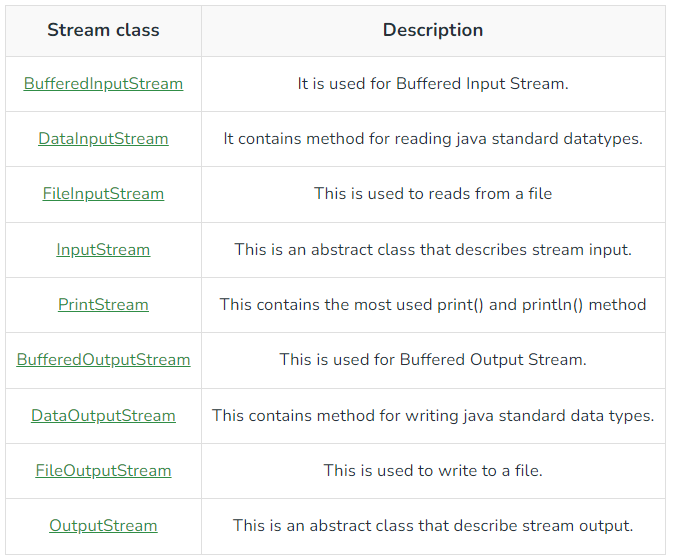 Stream class Description
BufferedInputStream It is used for Buffered Input Stream.
DataInputStream It contains method for reading java standard datatypes.
FileInputStream This is used to reads from a file
InputStream This is an abstract class that describes stream input.
PrintStream This contains the most used print() and println() method
BufferedOutputStream This is used for Buffered Output Stream.
DataOutputStream This contains method for writing java standard data types.
FileOutputStream This is used to write to a file.
OutputStream This is an abstract class that describe stream output.